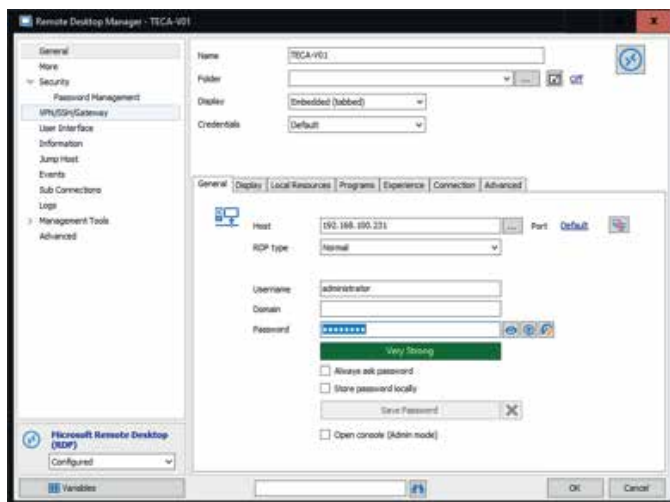 Remote Desktop Manager - TECA-V01
General
More
Security
Password Management
VPN/SSH/Gateway
User Interface
Information
Jump Host
Events
Sub Connections
Logs
Management Tools
Advanced
Microsoft Remote Desktop
(RDP)
Configured
Variables
Name TECA-V01
Folder ... Off
Display Embedded (tabbed)
Credentials Default
General Display Local Resources Programs Experience Connection Advanced
Host 192.168.100.231 ... Port Default
RDP type Normal
Username administrator
Domain
Password ••••••••
Very Strong
Always ask password
Store password locally
Save Password
Open console (Admin mode)
OK Cancel